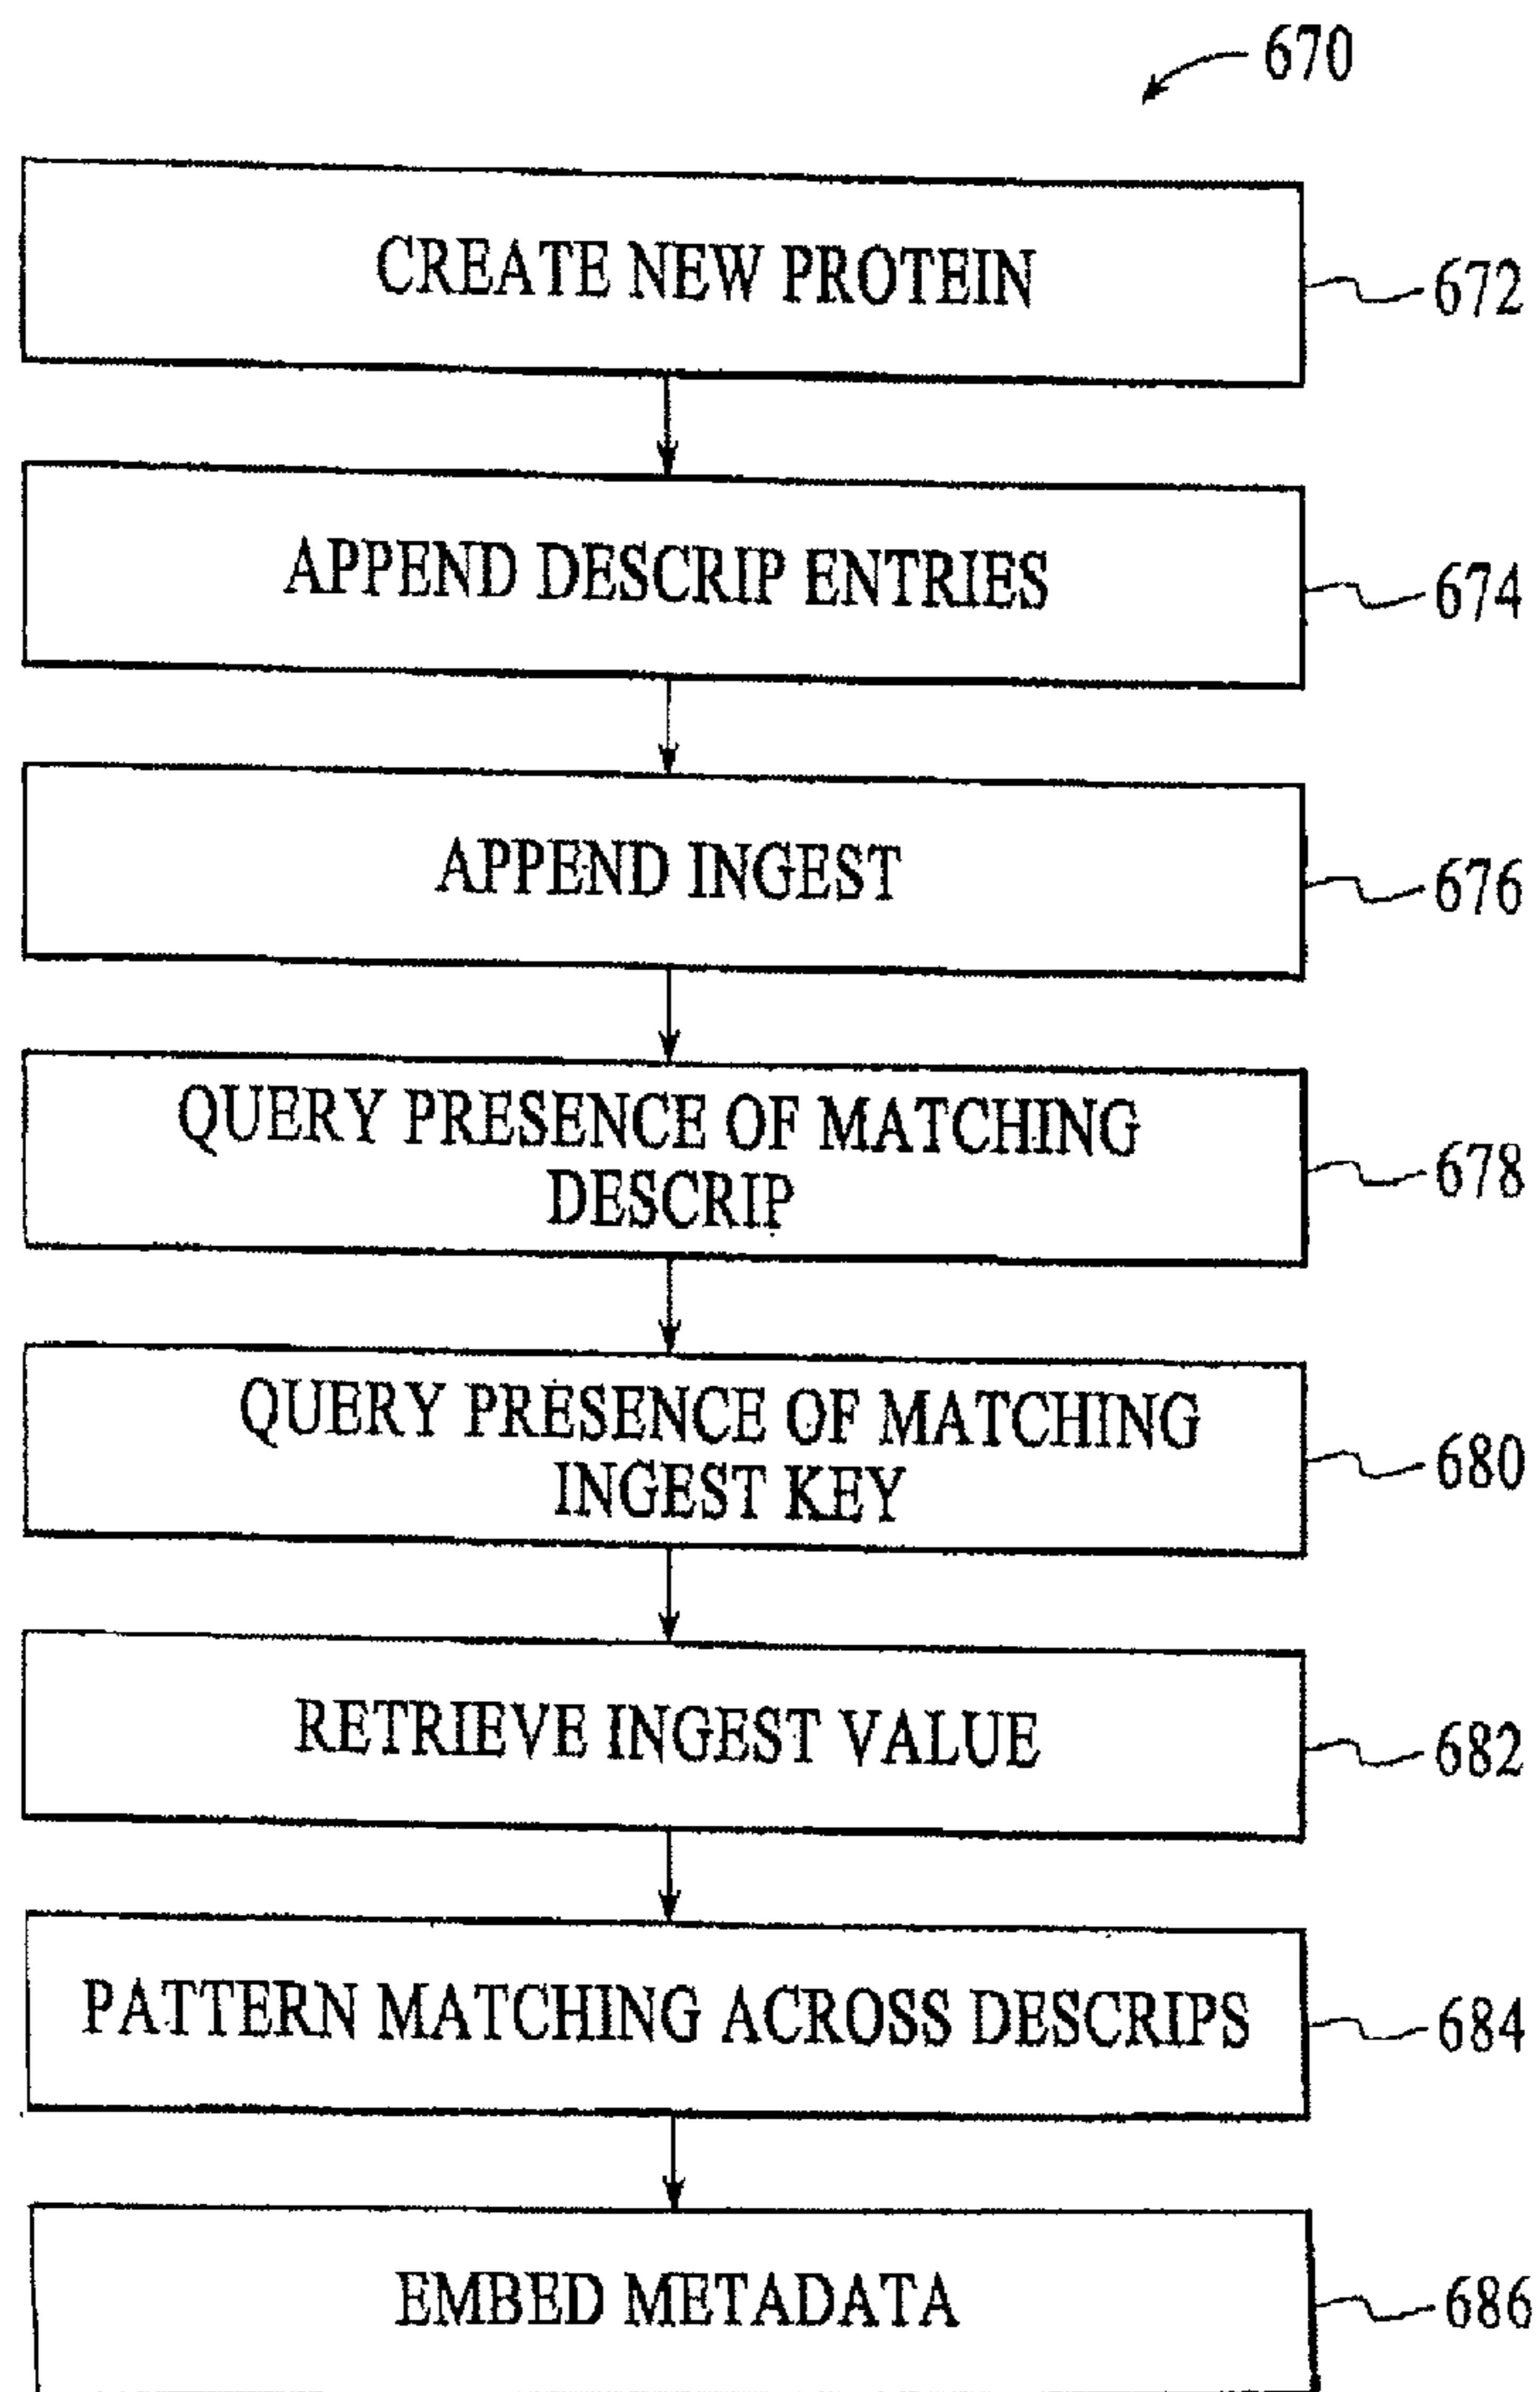 670
CREATE NEW PROTEIN
672
APPEND DESCRIP ENTRIES
674
APPEND INGEST
676
QUERY PRESENCE OF MATCHING
DESCRIP
678
QUERY PRESENCE OF MATCHING
INGEST KEY
680
RETRIEVE INGEST VALUE
682
PATTERN MATCHING ACROSS DESCRIPS
684
EMBED METADATA
686